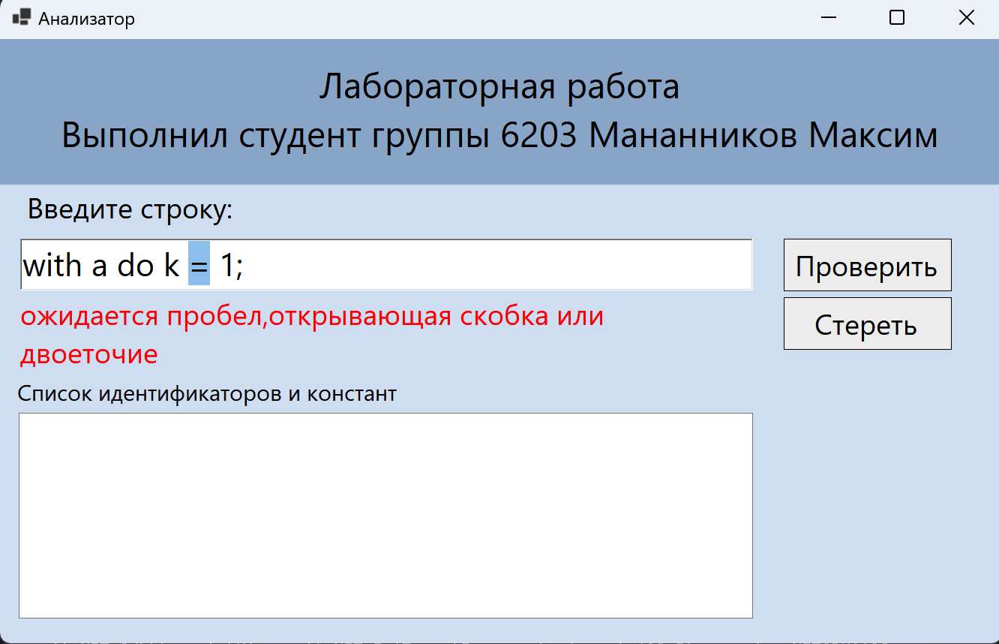 Анализатор
Лабораторная работа
Выполнил студент группы 6203 Мананников Максим
Введите строку:
with a do k = 1;
Проверить
ожидается пробел,открывающая скобка или
двоеточие
Стереть
Список идентификаторов и констант